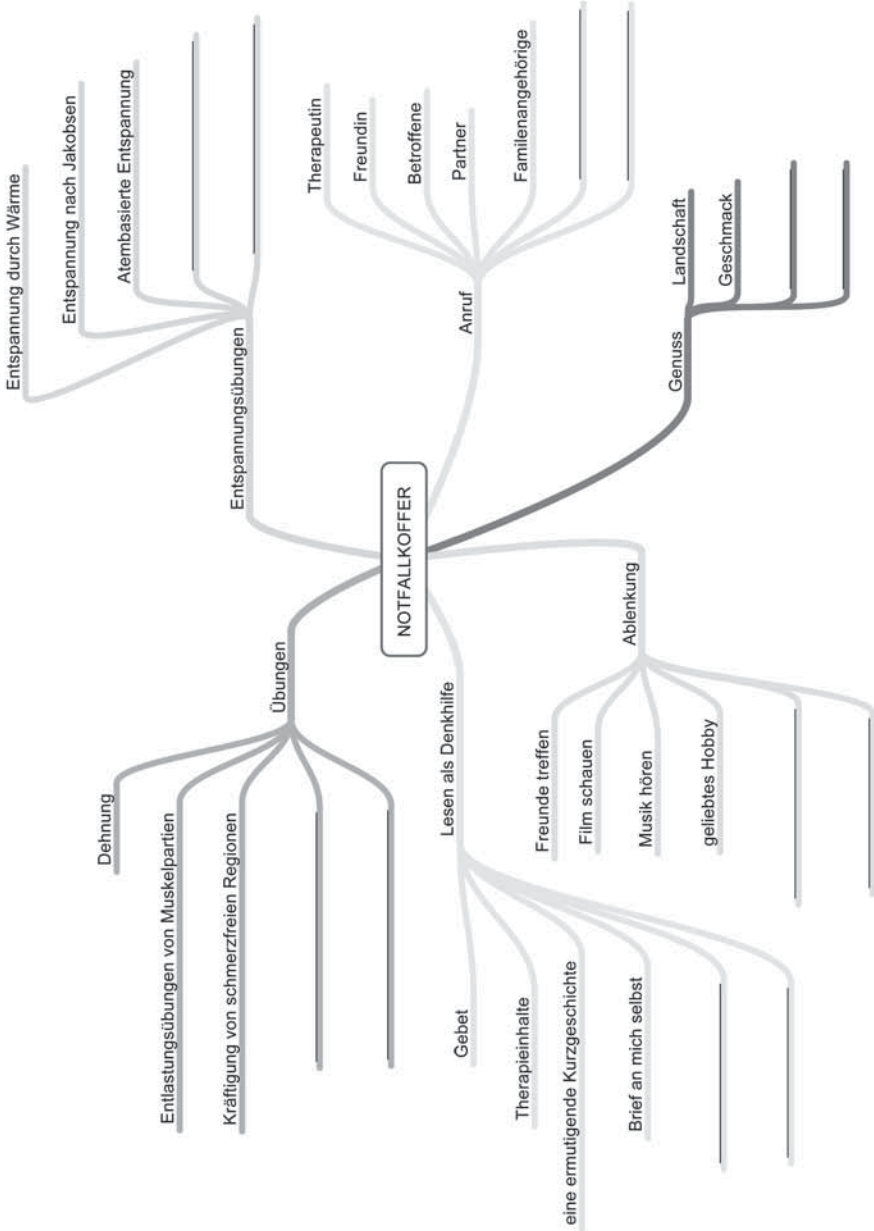 NOTFALLKOFFER
Entspannungsübungen
Entspannung durch Wärme
Entspannung nach Jakobsen
Atembasierte Entspannung
Anruf
Therapeutin
Freundin
Betroffene
Partner
Familenangehörige
Genuss
Landschaft
Geschmack
Übungen
Dehnung
Entlastungsübungen von Muskelpartien
Kräftigung von schmerzfreien Regionen
Lesen als Denkhilfe
Gebet
Therapieinhalte
eine ermutigende Kurzgeschichte
Brief an mich selbst
Ablenkung
Freunde treffen
Film schauen
Musik hören
geliebtes Hobby